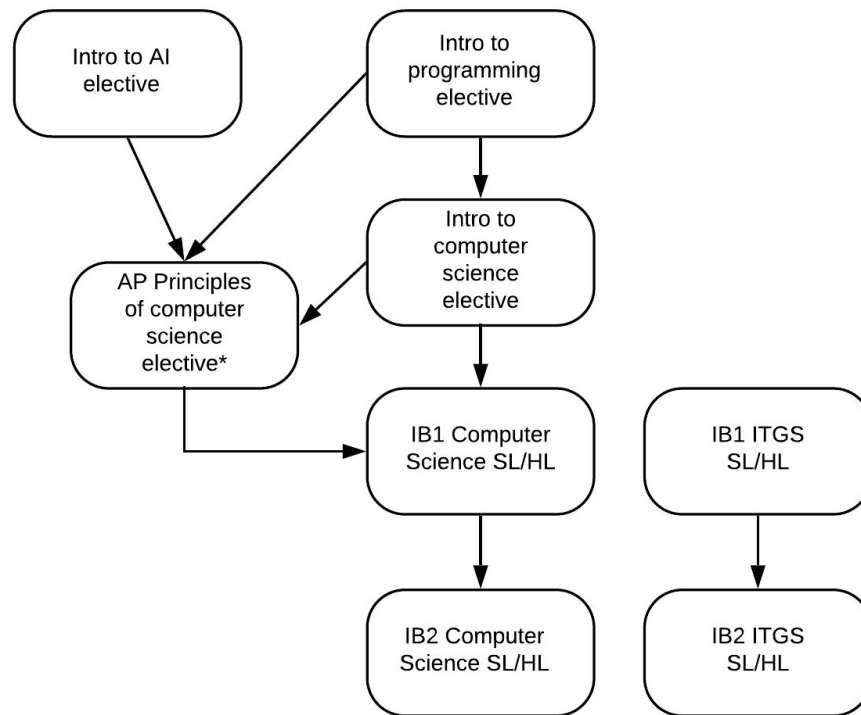 Intro to AI
elective
Intro to
programming
elective
Intro to
computer
science
elective
AP Principles
of computer
science
elective*
IB1 Computer
Science SL/HL
IB1 ITGS
SL/HL
IB2 Computer
Science SL/HL
IB2 ITGS
SL/HL